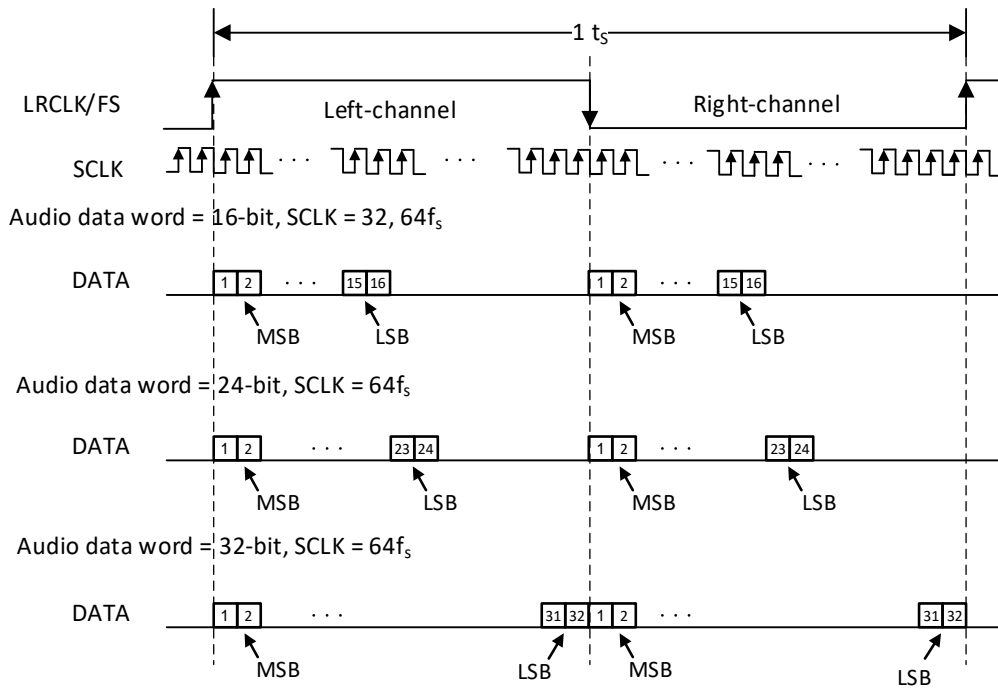 1 tS
LRCLK/FS
Left-channel
Right-channel
SCLK
. . .
. . .
. . .
. . .
Audio data word = 16-bit, SCLK = 32, 64fs
DATA
1 2 . . . 15 16 1 2 . . . 15 16
MSB LSB MSB LSB
Audio data word = 24-bit, SCLK = 64fs
DATA
1 2 . . . 23 24 1 2 . . . 23 24
MSB LSB MSB LSB
Audio data word = 32-bit, SCLK = 64fs
DATA
1 2 . . . 31 32 1 2 . . . 31 32
MSB LSB MSB LSB